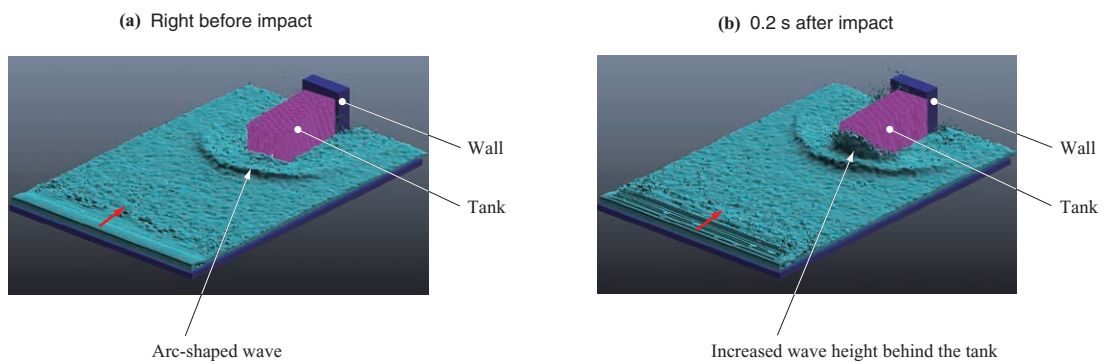 (a) Right before impact
(b) 0.2 s after impact
Wall
Tank
Arc-shaped wave
Wall
Tank
Increased wave height behind the tank